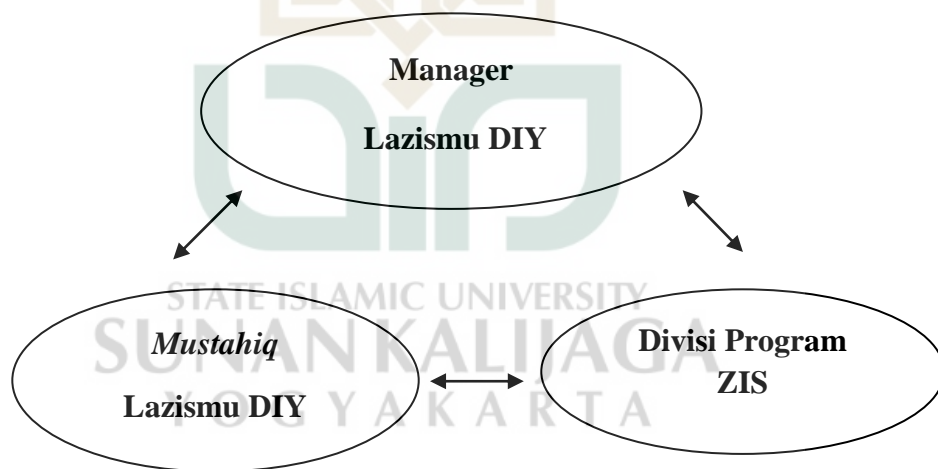 Manager
Lazismu DIY
STATE ISLAMIC UNIVERSITY
SUNAN KALIJAGA
YOGYAKARTA
Mustahiq
Lazismu DIY
Divisi Program
ZIS